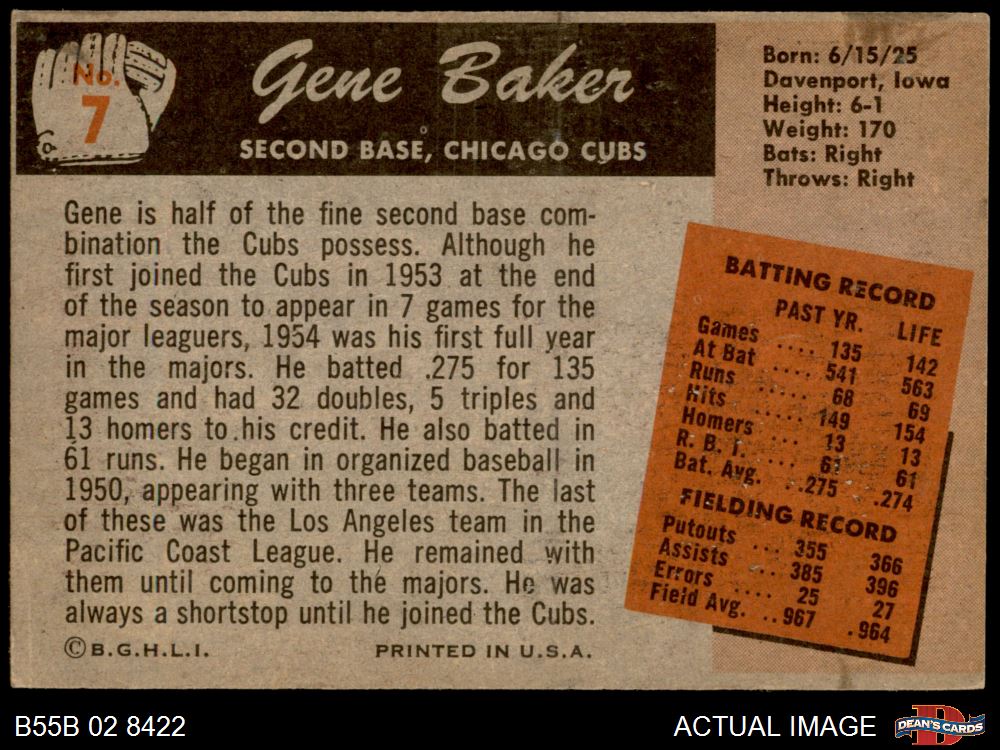 No.
7
Gene Baker
SECOND BASE, CHICAGO CUBS
Born: 6/15/25
Davenport, Iowa
Height: 6-1
Weight: 170
Bats: Right
Throws: Right
Gene is half of the fine second base com-
bination the Cubs possess. Although he
first joined the Cubs in 1953 at the end
of the season to appear in 7 games for the
major leaguers, 1954 was his first full year
in the majors. He batted .275 for 135
games and had 32 doubles, 5 triples and
13 homers to his credit. He also batted in
61 runs. He began in organized baseball in
1950, appearing with three teams. The last
of these was the Los Angeles team in the
Pacific Coast League. He remained with
them until coming to the majors. He was
always a shortstop until he joined the Cubs.
©B.G.H.L.I. PRINTED IN U.S.A.
BATTING RECORD
PAST YR. LIFE
Games .... 135 142
At Bat .... 541 563
Runs ..... 68 69
Hits ..... 149 154
Homers .... 13 13
R. B. I. .... 61 61
Bat. Avg. ..275 .274
FIELDING RECORD
Putouts ... 355 366
Assists ... 385 396
Errors .... 25 27
Field Avg. ..967 .964
B55B 02 8422
ACTUAL IMAGE
D
DEAN'S CARDS